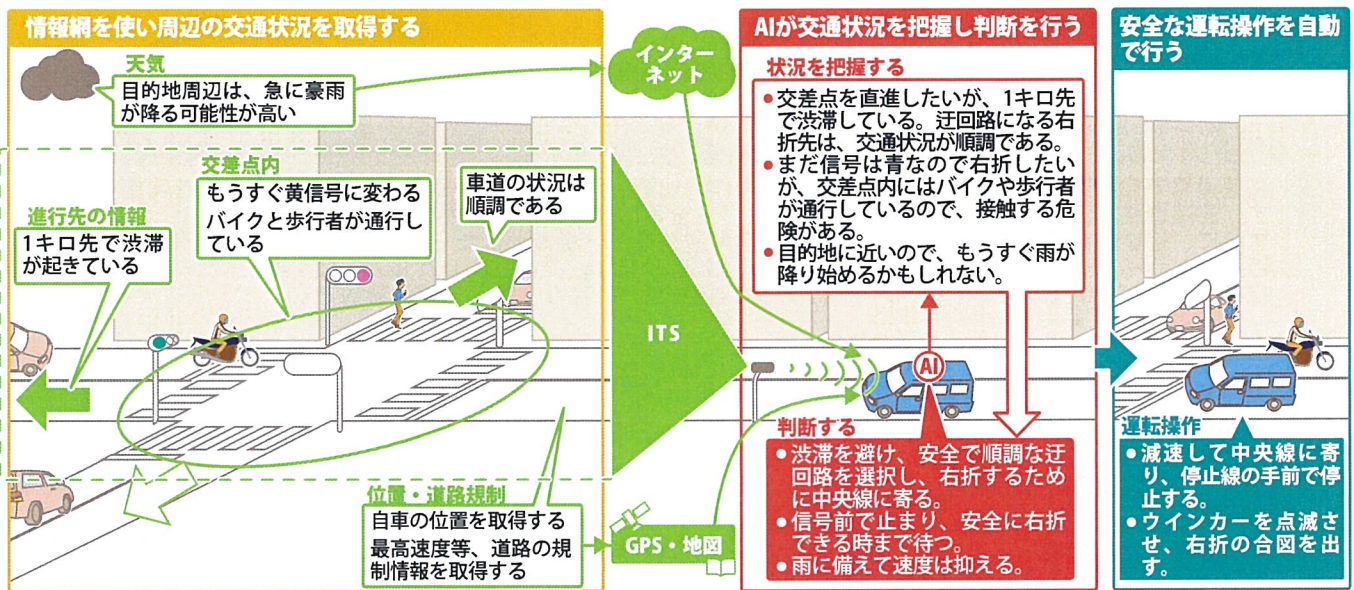 情報網を使い周辺の交通状況を取得する
天気
目的地周辺は、急に豪雨
が降る可能性が高い
交差点内
もうすぐ黄信号に変わる
バイクと歩行者が通行し
ている
車道の状況は
順調である
進行先の情報
1キロ先で渋滞
が起きている
位置・道路規制
自車の位置を取得する
最高速度等、道路の規
制情報を取得する
インター
ネット
ITS
GPS・地図
AIが交通状況を把握し判断を行う
状況を把握する
●交差点を直進したいが、1キロ先
で渋滞している。迂回路になる右
折先は、交通状況が順調である。
●まだ信号は青なので右折したい
が、交差点内にはバイクや歩行者
が通行しているので、接触する危
険がある。
●目的地に近いので、もうすぐ雨が
降り始めるかもしれない。
AI
判断する
●渋滞を避け、安全で順調な迂
回路を選択し、右折するため
に中央線に寄る。
●信号前で止まり、安全に右折
できる時まで待つ。
●雨に備えて速度は抑える。
安全な運転操作を自動
で行う
運転操作
●減速して中央線に寄
り、停止線の手前で停
止する。
●ウインカーを点滅さ
せ、右折の合図を出
す。